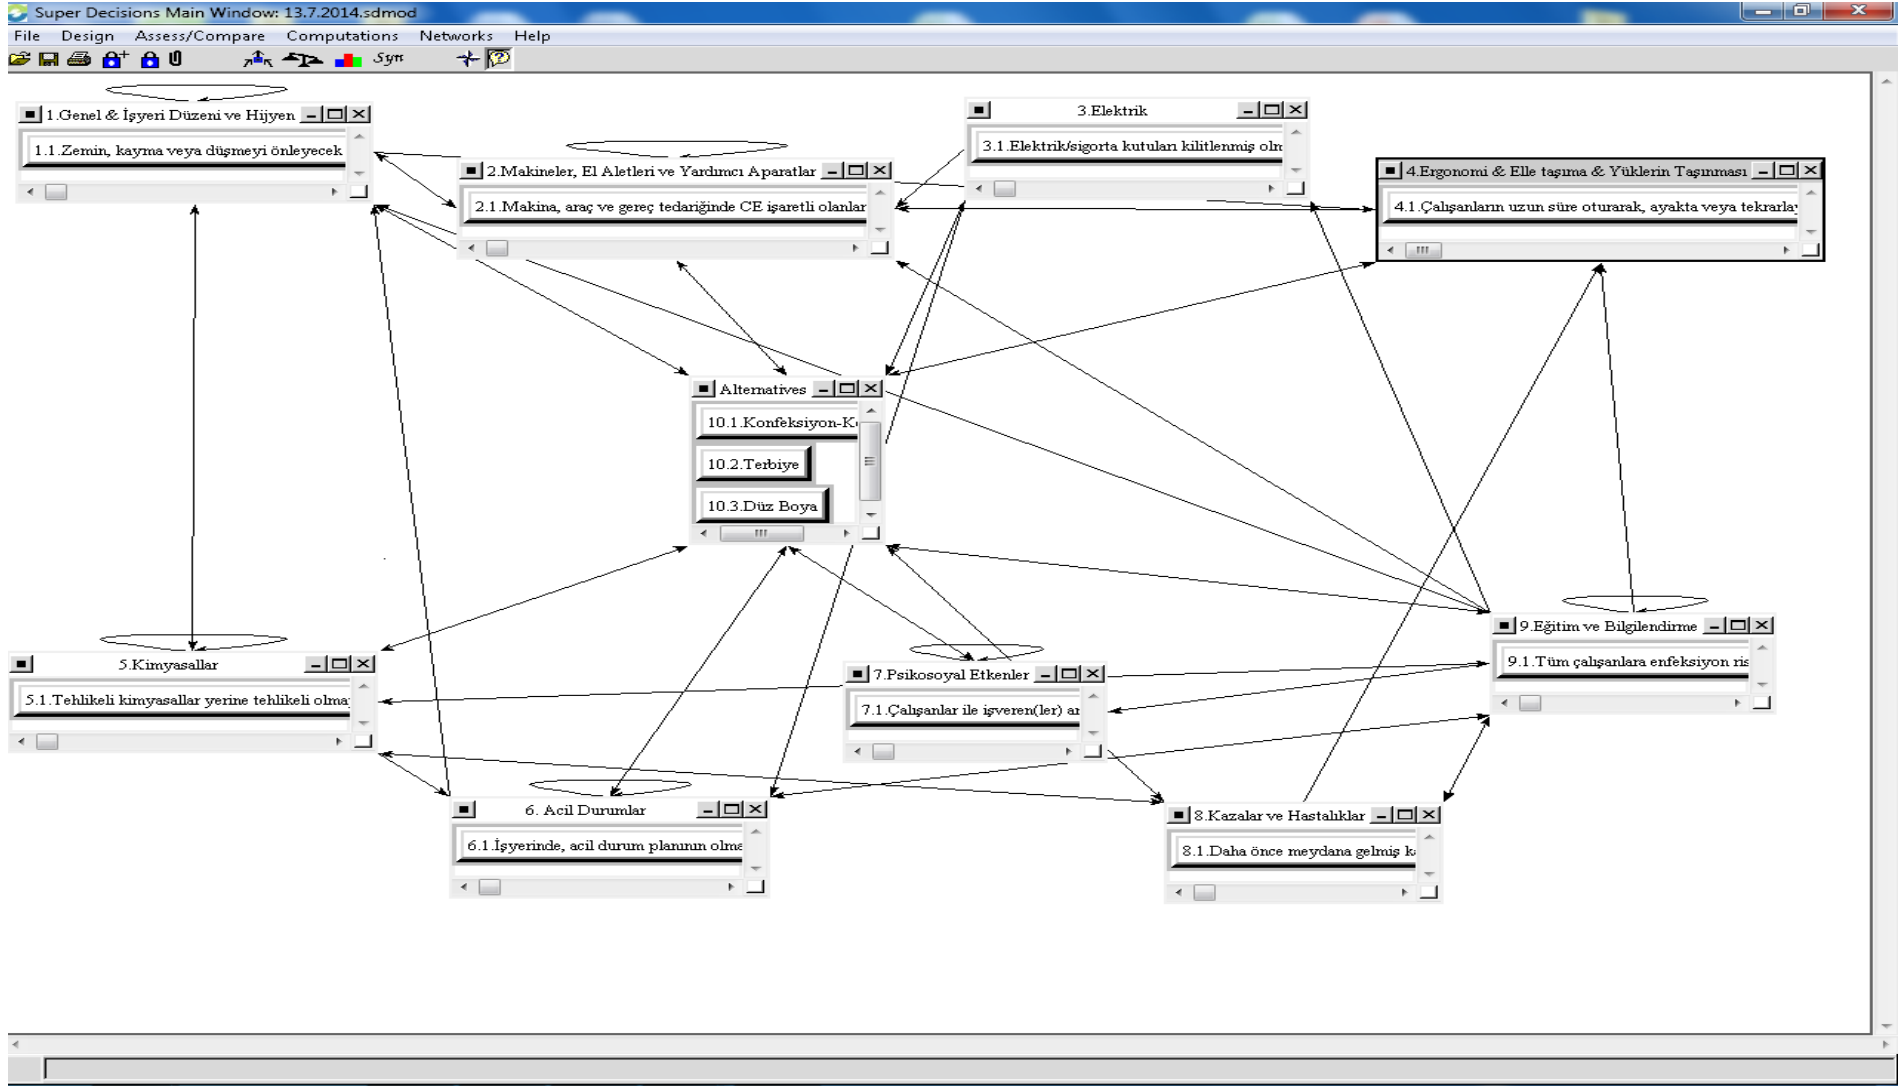 Super Decisions Main Window: 13.7.2014.sdmod
File Design Assess/Compare Computations Networks Help
Syn
1.Genel & İşyeri Düzeni ve Hijyen
1.1.Zemin, kayma veya düşmeyi önleyecek
2.Makineler, El Aletleri ve Yardımcı Aparatlar
2.1.Makina, araç ve gereç tedariğinde CE işaretli olanlar
3.Elektrik
3.1.Elektrik/sigorta kutuları kilitlenmiş olm
4.Ergonomi & Elle taşıma & Yüklerin Taşınması
4.1.Çalışanların uzun süre oturarak, ayakta veya tekrarlay
Alternatives
10.1.Konfeksiyon-K
10.2.Terbiye
10.3.Düz Boya
5.Kimyasallar
5.1.Tehlikeli kimyasallar yerine tehlikeli olma
6. Acil Durumlar
6.1.İşyerinde, acil durum planının olma
7.Psikosoyal Etkenler
7.1.Çalışanlar ile işveren(ler) ar
8.Kazalar ve Hastalıklar
8.1.Daha önce meydana gelmiş k
9.Eğitim ve Bilgilendirme
9.1.Tüm çalışanlara enfeksiyon ris